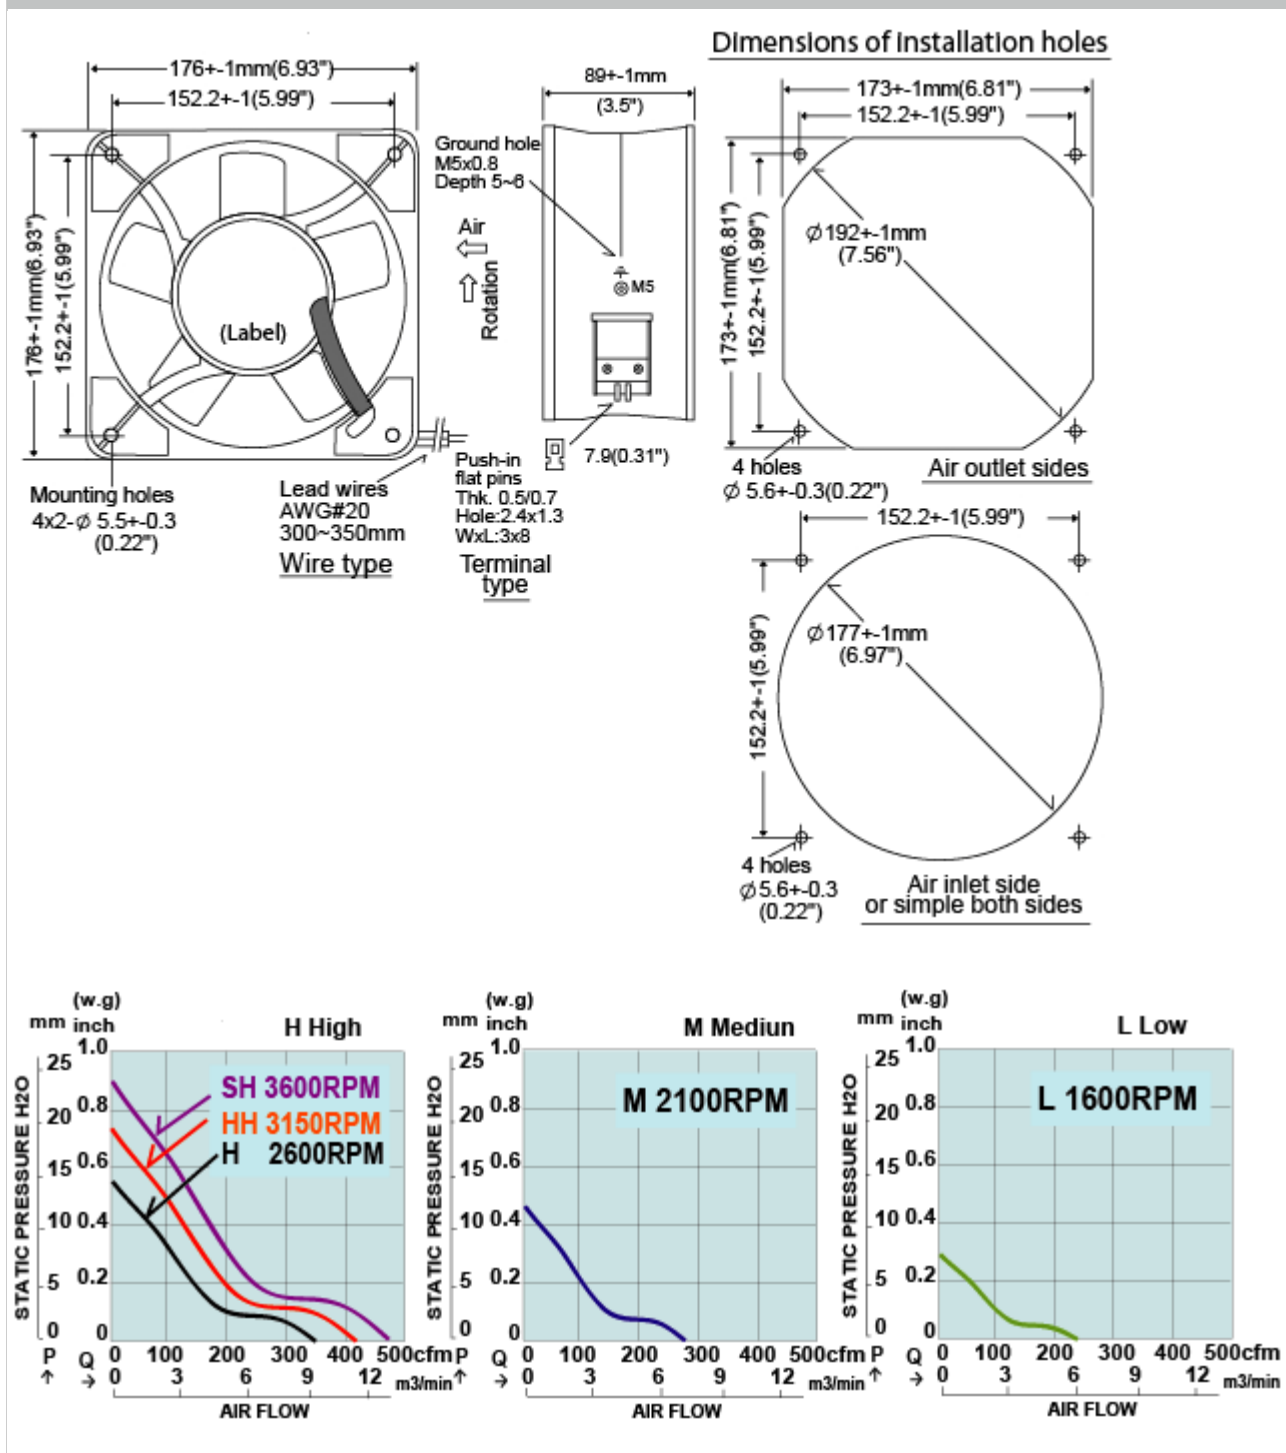 Dimensions of installation holes
176+-1mm(6.93")
152.2+-1(5.99")
176+-1mm(6.93")
152.2+-1(5.99")
(Label)
Mounting holes
4x2-ϕ 5.5+-0.3
(0.22")
Lead wires
AWG#20
300~350mm
Wire type
89+-1mm
(3.5")
Ground hole
M5x0.8
Depth 5~6
Air
Rotation
M5
7.9(0.31")
Push-in
flat pins
Thk. 0.5/0.7
Hole:2.4x1.3
WxL:3x8
Terminal
type
173+-1mm(6.81")
152.2+-1(5.99")
173+-1mm(6.81")
152.2+-1(5.99")
ϕ192+-1mm
(7.56")
4 holes
ϕ 5.6+-0.3(0.22")
Air outlet sides
152.2+-1(5.99")
152.2+-1(5.99")
ϕ177+-1mm
(6.97")
4 holes
ϕ5.6+-0.3
(0.22")
Air inlet side
or simple both sides
(w.g)
mm inch
H High
STATIC PRESSURE H2O
25 1.0
20 0.8
15 0.6
10 0.4
5 0.2
0 0
SH 3600RPM
HH 3150RPM
H 2600RPM
P Q 0 100 200 300 400 500cfm
↑ → 0 3 6 9 12 m3/min
AIR FLOW
(w.g)
mm inch
M Mediun
STATIC PRESSURE H2O
25 1.0
20 0.8
15 0.6
10 0.4
5 0.2
0 0
M 2100RPM
P Q 0 100 200 300 400 500cfm
↑ → 0 3 6 9 12 m3/min
AIR FLOW
(w.g)
mm inch
L Low
STATIC PRESSURE H2O
25 1.0
20 0.8
15 0.6
10 0.4
5 0.2
0 0
L 1600RPM
P Q 0 100 200 300 400 500cfm
↑ → 0 3 6 9 12 m3/min
AIR FLOW